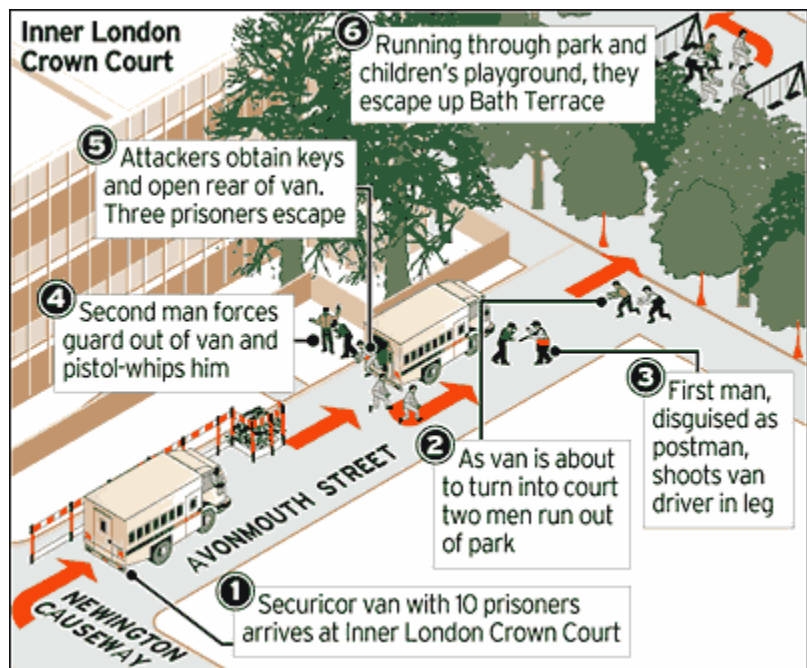 Inner London
Crown Court
6
Running through park and
children's playground, they
escape up Bath Terrace
5
Attackers obtain keys
and open rear of van.
Three prisoners escape
4
Second man forces
guard out of van and
pistol-whips him
3
First man,
disguised as
postman,
shoots van
driver in leg
2
As van is about
to turn into court
two men run out
of park
AVONMOUTH STREET
1
Securicor van with 10 prisoners
arrives at Inner London Crown Court
NEWINGTON
CAUSEWAY